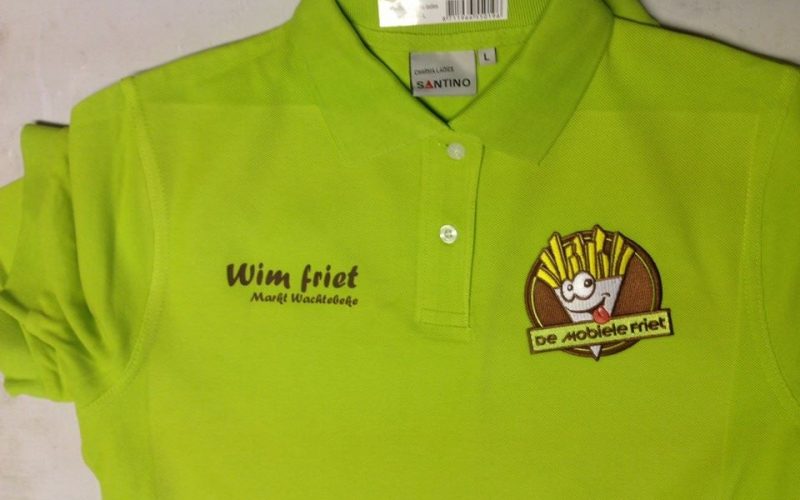 L
SANTINO
Wim friet
Markt Wachtebeke
De Mobiele Friet